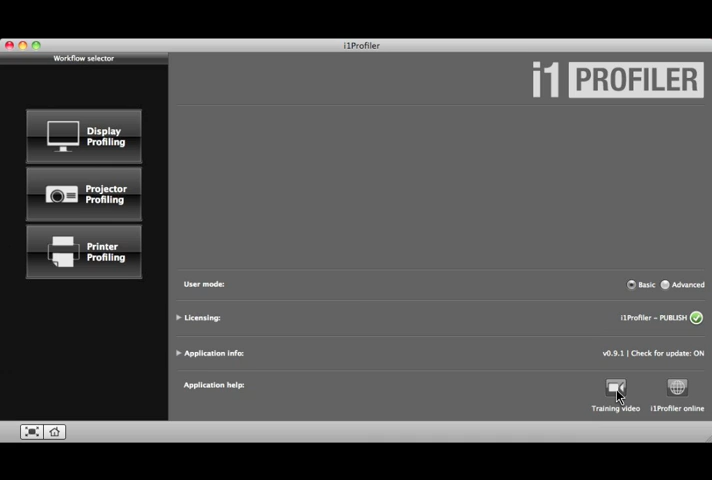 i1Profiler
Workflow selector
i1 PROFILER
Display
Profiling
Projector
Profiling
Printer
Profiling
User mode:
Basic
Advanced
Licensing:
i1Profiler – PUBLISH
Application info:
v0.9.1 | Check for update: ON
Application help:
Training video
i1Profiler online